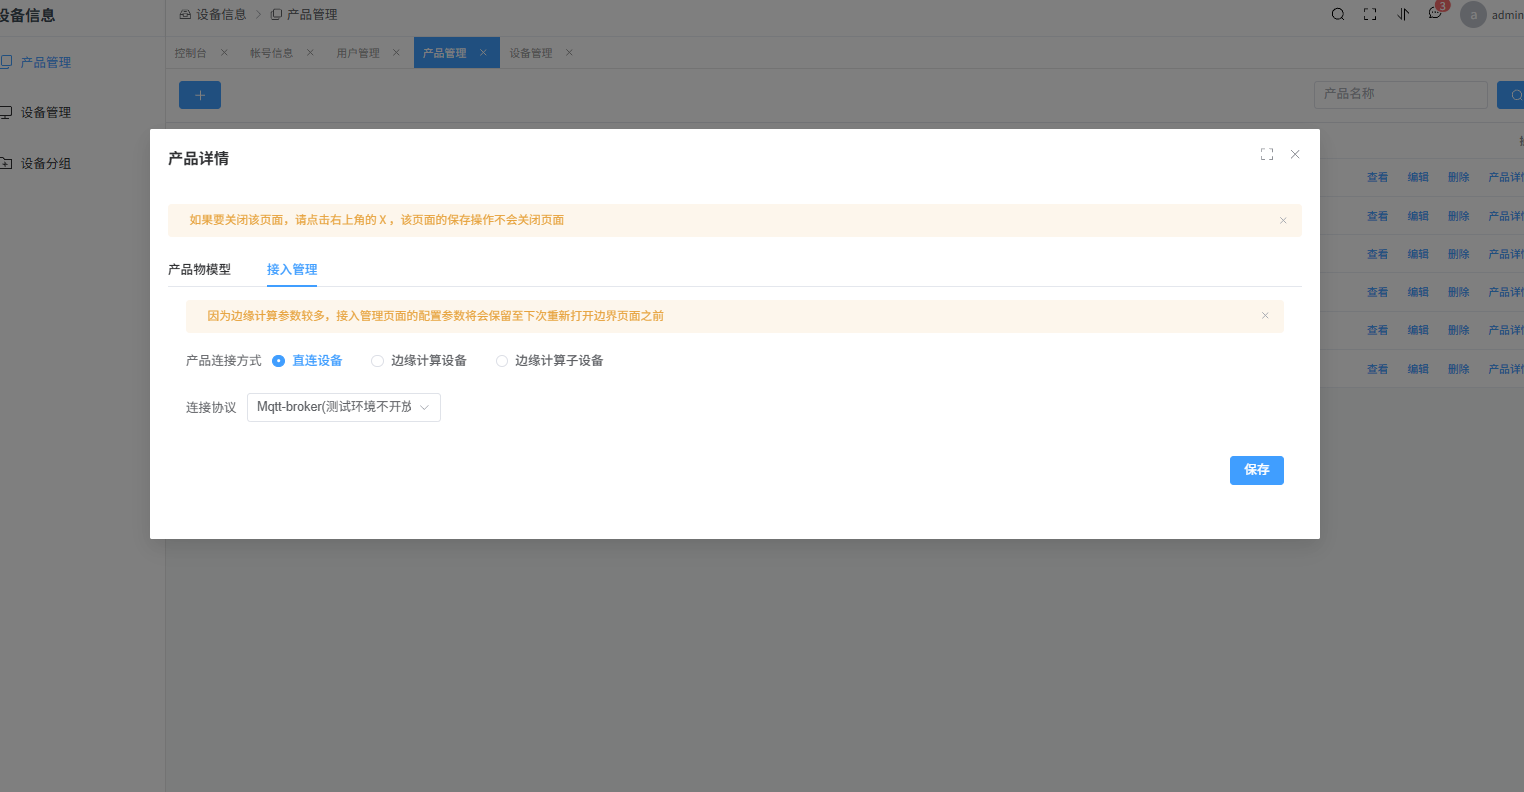 设备信息
设备信息 > 产品管理
3
a admin
产品管理
设备管理
设备分组
控制台 × 帐号信息 × 用户管理 × 产品管理 × 设备管理 ×
+
产品名称
产品详情
如果要关闭该页面，请点击右上角的 X ，该页面的保存操作不会关闭页面
产品物模型 接入管理
因为边缘计算参数较多，接入管理页面的配置参数将会保留至下次重新打开边界页面之前
产品连接方式 直连设备 边缘计算设备 边缘计算子设备
连接协议 Mqtt-broker(测试环境不开放
保存
查看 编辑 删除 产品详情
查看 编辑 删除 产品详情
查看 编辑 删除 产品详情
查看 编辑 删除 产品详情
查看 编辑 删除 产品详情
查看 编辑 删除 产品详情